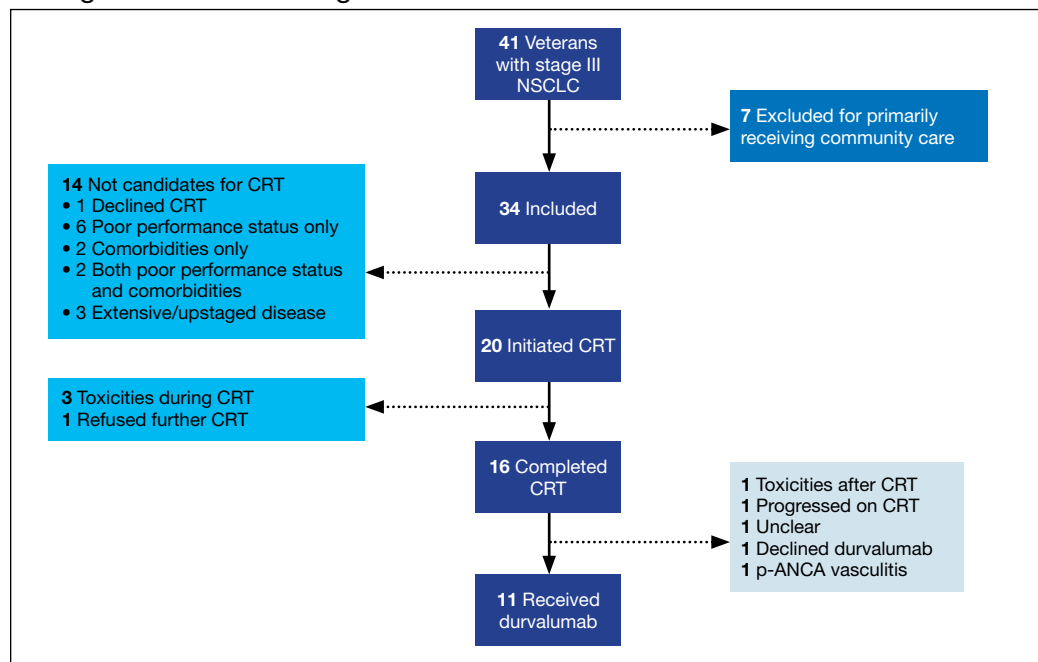 41 Veterans
with stage III
NSCLC
7 Excluded for primarily
receiving community care
14 Not candidates for CRT
• 1 Declined CRT
• 6 Poor performance status only
• 2 Comorbidities only
• 2 Both poor performance status
and comorbidities
• 3 Extensive/upstaged disease
34 Included
20 Initiated CRT
3 Toxicities during CRT
1 Refused further CRT
16 Completed
CRT
1 Toxicities after CRT
1 Progressed on CRT
1 Unclear
1 Declined durvalumab
1 p-ANCA vasculitis
11 Received
durvalumab